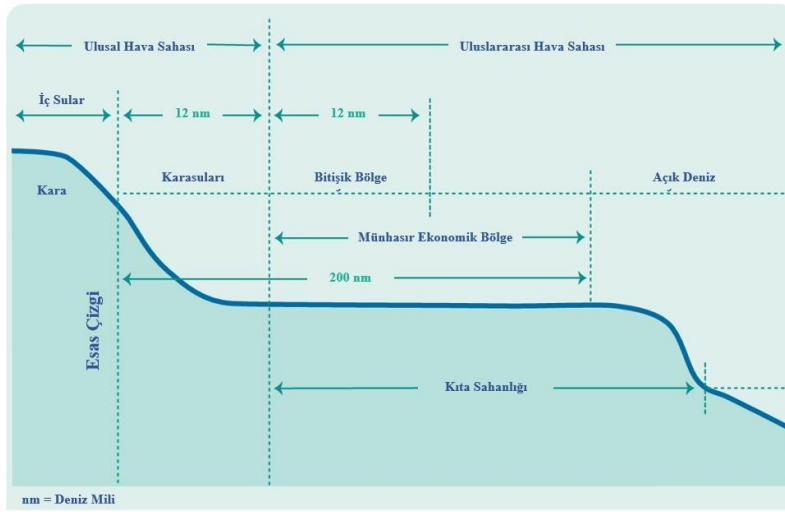 Ulusal Hava Sahası
Uluslararası Hava Sahası
İç Sular
12 nm
12 nm
Kara
Karasuları
Bitişik Bölge
Açık Deniz
Münhasır Ekonomik Bölge
200 nm
Esas Çizgi
Kıta Sahanlığı
nm = Deniz Mili